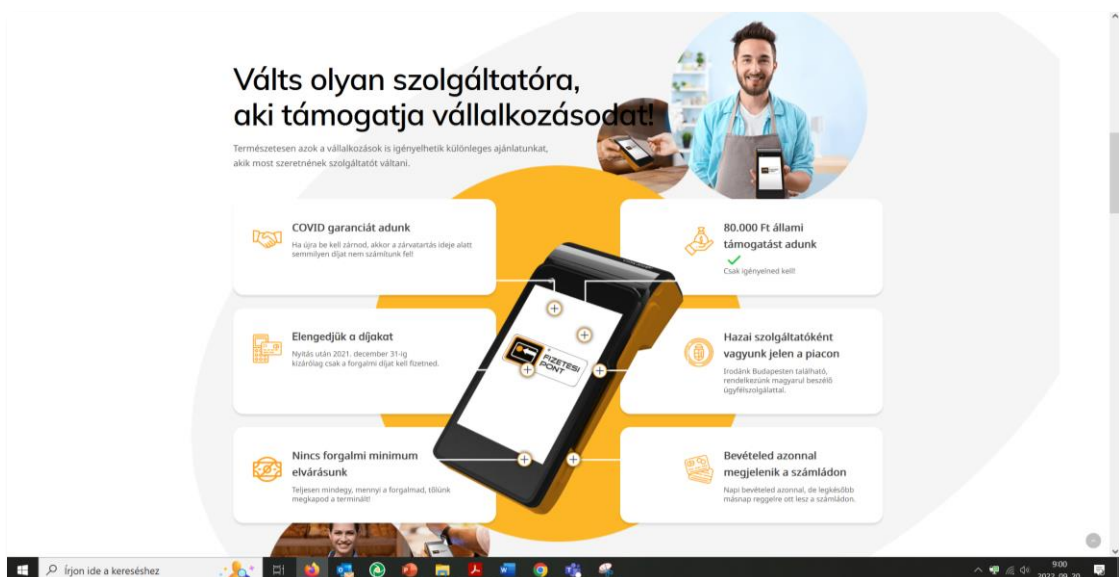 Válts olyan szolgáltatóra,
aki támogatja vállalkozásodat!
Természetesen azok a vállalkozások is igényelhetik különleges ajánlatunkat,
akik most szeretnének szolgáltatót váltani.
COVID garanciát adunk
Ha újra be kell zárnod, akkor a zárvatartás ideje alatt
semmilyen díjat nem számítunk fel!
80.000 Ft állami
támogatást adunk
Csak igényelned kell!
Elengedjük a díjakat
Nyitás után 2021. december 31-ig
kizárólag csak a forgalmi díjat kell fizetned.
FIZETESI
PONT
Hazai szolgáltatóként
vagyunk jelen a piacon
Irodánk Budapesten található,
rendelkezünk magyarul beszélő
ügyfélszolgálattal.
Nincs forgalmi minimum
elvárásunk
Teljesen mindegy, mennyi a forgalmad, tőlünk
megkapod a terminált!
Bevételed azonnal
megjelenik a számládon
Napi bevételed azonnal, de legkésőbb
másnap reggelre ott lesz a számládon.
Írjon ide a kereséshez
9:00